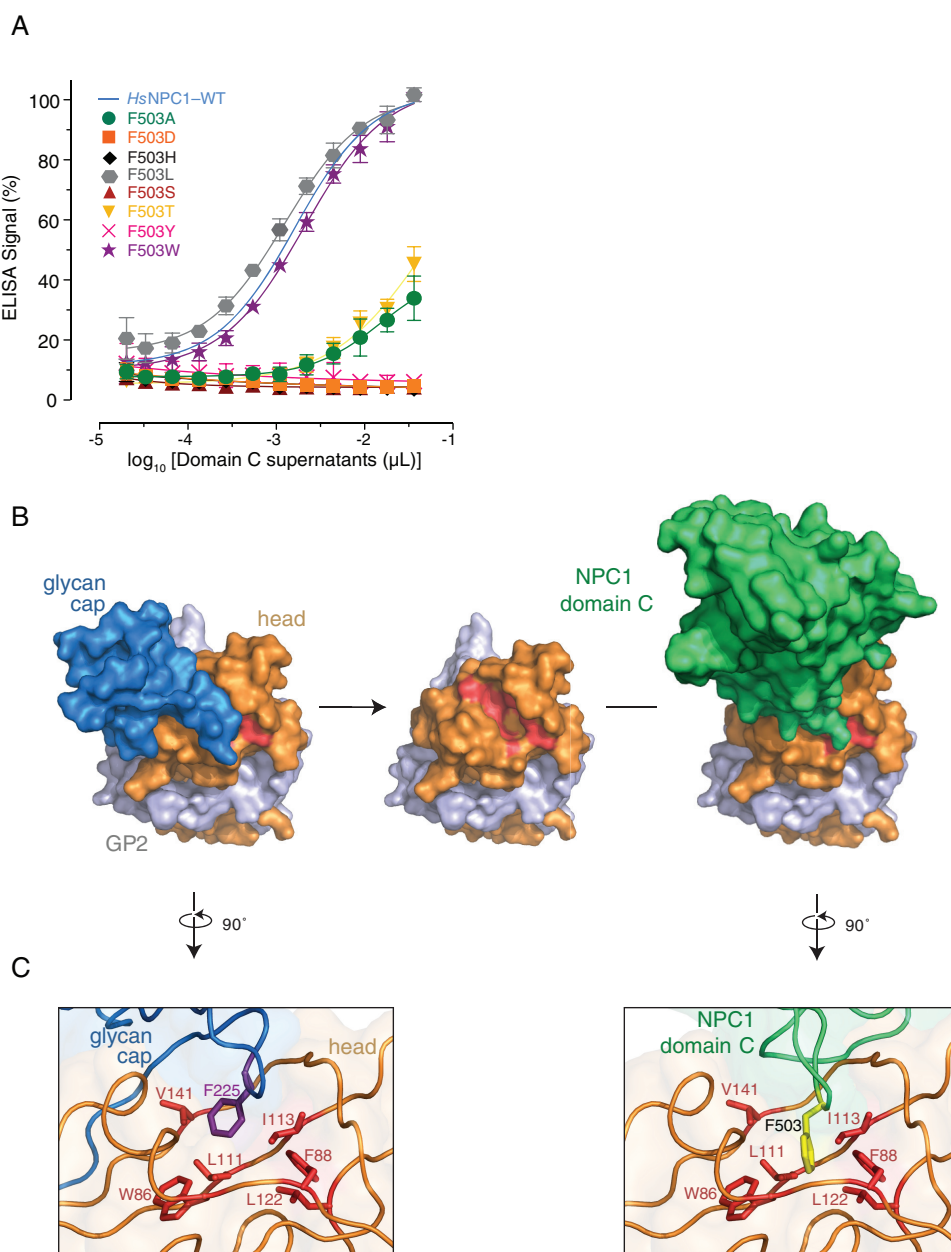 A
100
80
60
40
20
0
ELISA Signal (%)
HsNPC1–WT
F503A
F503D
F503H
F503L
F503S
F503T
F503Y
F503W
-5 -4 -3 -2 -1
log10 [Domain C supernatants (µL)]
B
glycan
cap
head
GP2
NPC1
domain C
90°
90°
C
glycan
cap
head
V141
F225
I113
L111
F88
W86
L122
NPC1
domain C
V141
F503
I113
L111
F88
W86
L122